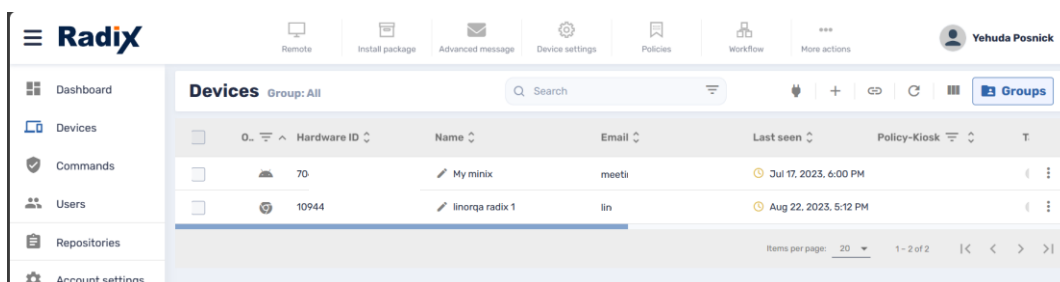 RadiX
Remote
Install package
Advanced message
Device settings
Policies
Workflow
More actions
Yehuda Posnick
Dashboard
Devices
Commands
Users
Repositories
Account settings
Devices Group: All
Search
Groups
O.. Hardware ID Name Email Last seen Policy-Kiosk T
70 My minix meeti Jul 17, 2023, 6:00 PM
10944 linorqa radix 1 lin Aug 22, 2023, 5:12 PM
Items per page: 20 1 – 2 of 2